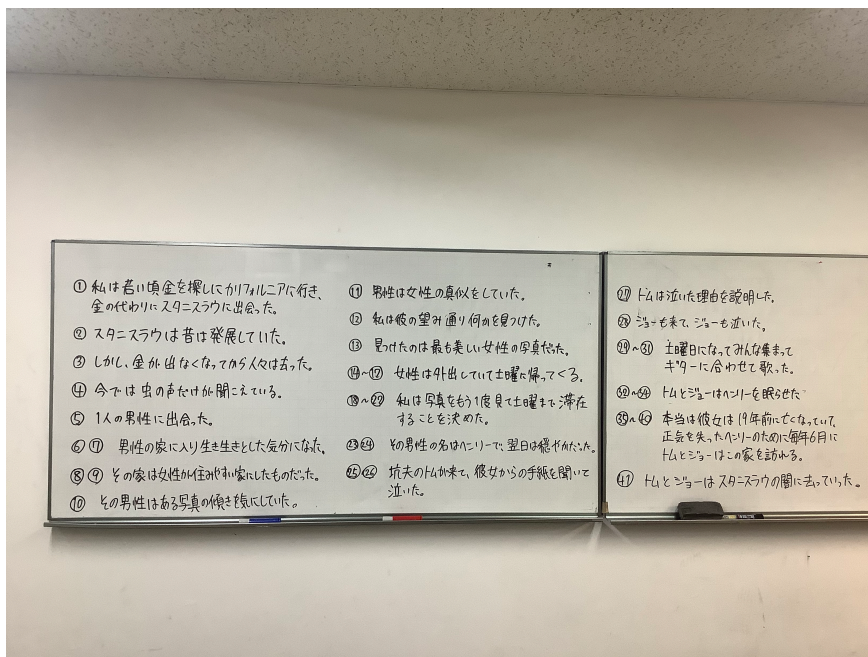 ① 私は若い頃金を探しにカリフォルニアに行き、
金の代わりにスタニスラウに出会った。
② スタニスラウは昔は発展していた。
③ しかし、金が出なくなってから人々は去った。
④ 今では虫の声だけが聞こえている。
⑤ 1人の男性に出会った。
⑥⑦ 男性の家に入り生き生きとした気分になった。
⑧⑨ その家は女性が住みやすい家にしたものだった。
⑩ その男性はある写真の傾きを気にしていた。
⑪ 男性は女性の真似をしていた。
⑫ 私は彼の望み通り何かを見つけた。
⑬ 見つけたのは最も美しい女性の写真だった。
⑭〜⑰ 女性は外出していて土曜に帰ってくる。
⑱〜㉒ 私は写真をもう1度見て土曜まで滞在
することを決めた。
㉓㉔ その男性の名はヘンリーで、翌日は穏やかだった。
㉕㉖ 坑夫のトムが来て、彼女からの手紙を聞いて
泣いた。
㉗ トムは泣いた理由を説明した。
㉘ ジョーも来て、ジョーも泣いた。
㉙〜㉛ 土曜日になってみんな集まって
ギターに合わせて歌った。
㉜〜㉞ トムとジョーはヘンリーを眠らせた
㉟〜㊵ 本当は彼女は19年前に亡くなっていて、
正気を失ったヘンリーのために毎年6月に
トムとジョーはこの家を訪れる。
㊶ トムとジョーはスタニスラウの闇に去っていった。